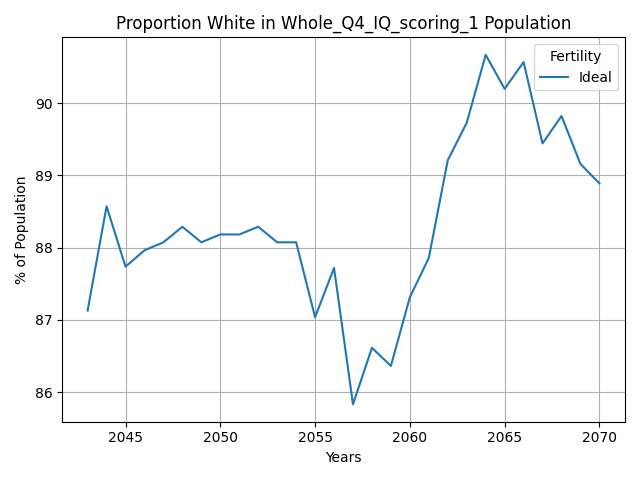 Proportion White in Whole_Q4_IQ_scoring_1 Population
Fertility
Ideal
% of Population
90
89
88
87
86
2045 2050 2055 2060 2065 2070
Years